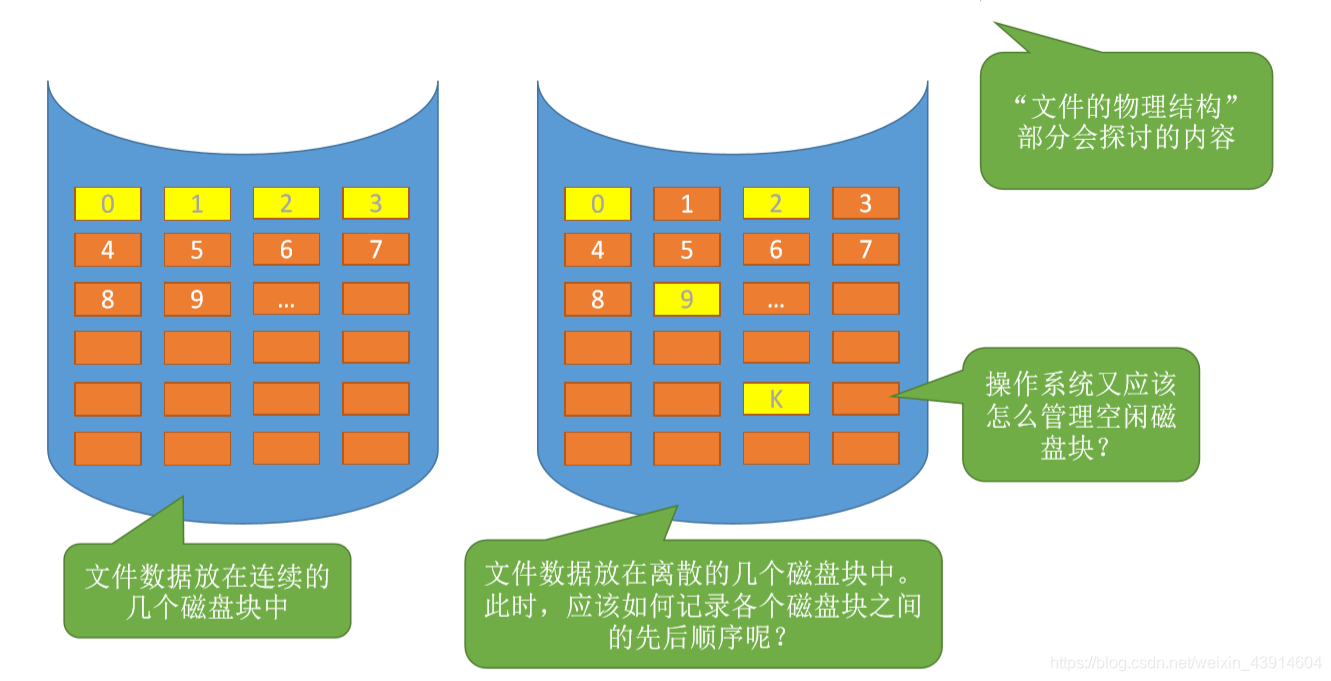 “文件的物理结构”
部分会探讨的内容
0 1 2 3
4 5 6 7
8 9 ...
0 1 2 3
4 5 6 7
8 9 ...
K
操作系统又应该
怎么管理空闲磁
盘块?
文件数据放在连续的
几个磁盘块中
文件数据放在离散的几个磁盘块中。
此时，应该如何记录各个磁盘块之间
的先后顺序呢?
https://blog.csdn.net/weixin_43914604